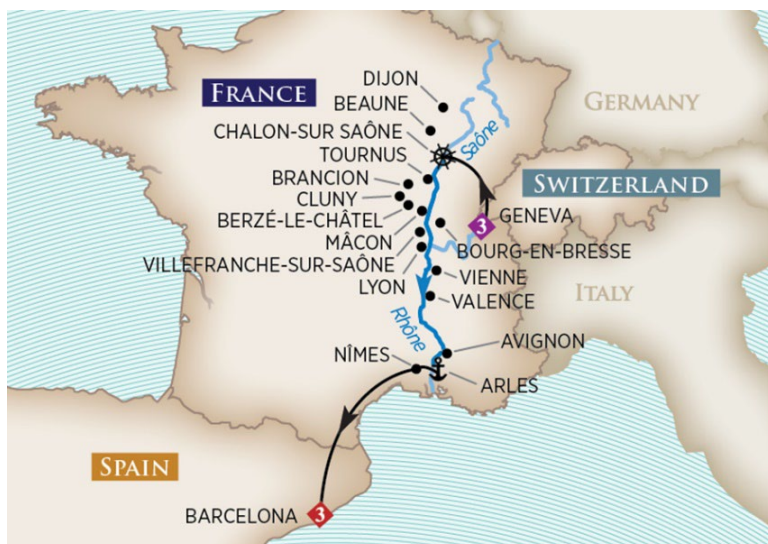 DIJON
FRANCE
BEAUNE
GERMANY
CHALON-SUR SAÔNE
Saône
TOURNUS
BRANCION
SWITZERLAND
CLUNY
BERZÉ-LE-CHÂTEL
3
GENEVA
MÂCON
BOURG-EN-BRESSE
VILLEFRANCHE-SUR-SAÔNE
VIENNE
LYON
ITALY
VALENCE
Rhône
AVIGNON
NÎMES
ARLES
SPAIN
BARCELONA 3